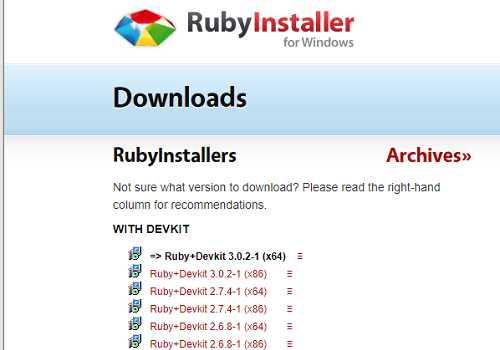 RubyInstaller
for Windows
Downloads
RubyInstallers
Archives»
Not sure what version to download? Please read the right-hand
column for recommendations.
WITH DEVKIT
=> Ruby+Devkit 3.0.2-1 (x64)
Ruby+Devkit 3.0.2-1 (x86)
Ruby+Devkit 2.7.4-1 (x64)
Ruby+Devkit 2.7.4-1 (x86)
Ruby+Devkit 2.6.8-1 (x64)
Ruby+Devkit 2.6.8-1 (x86)